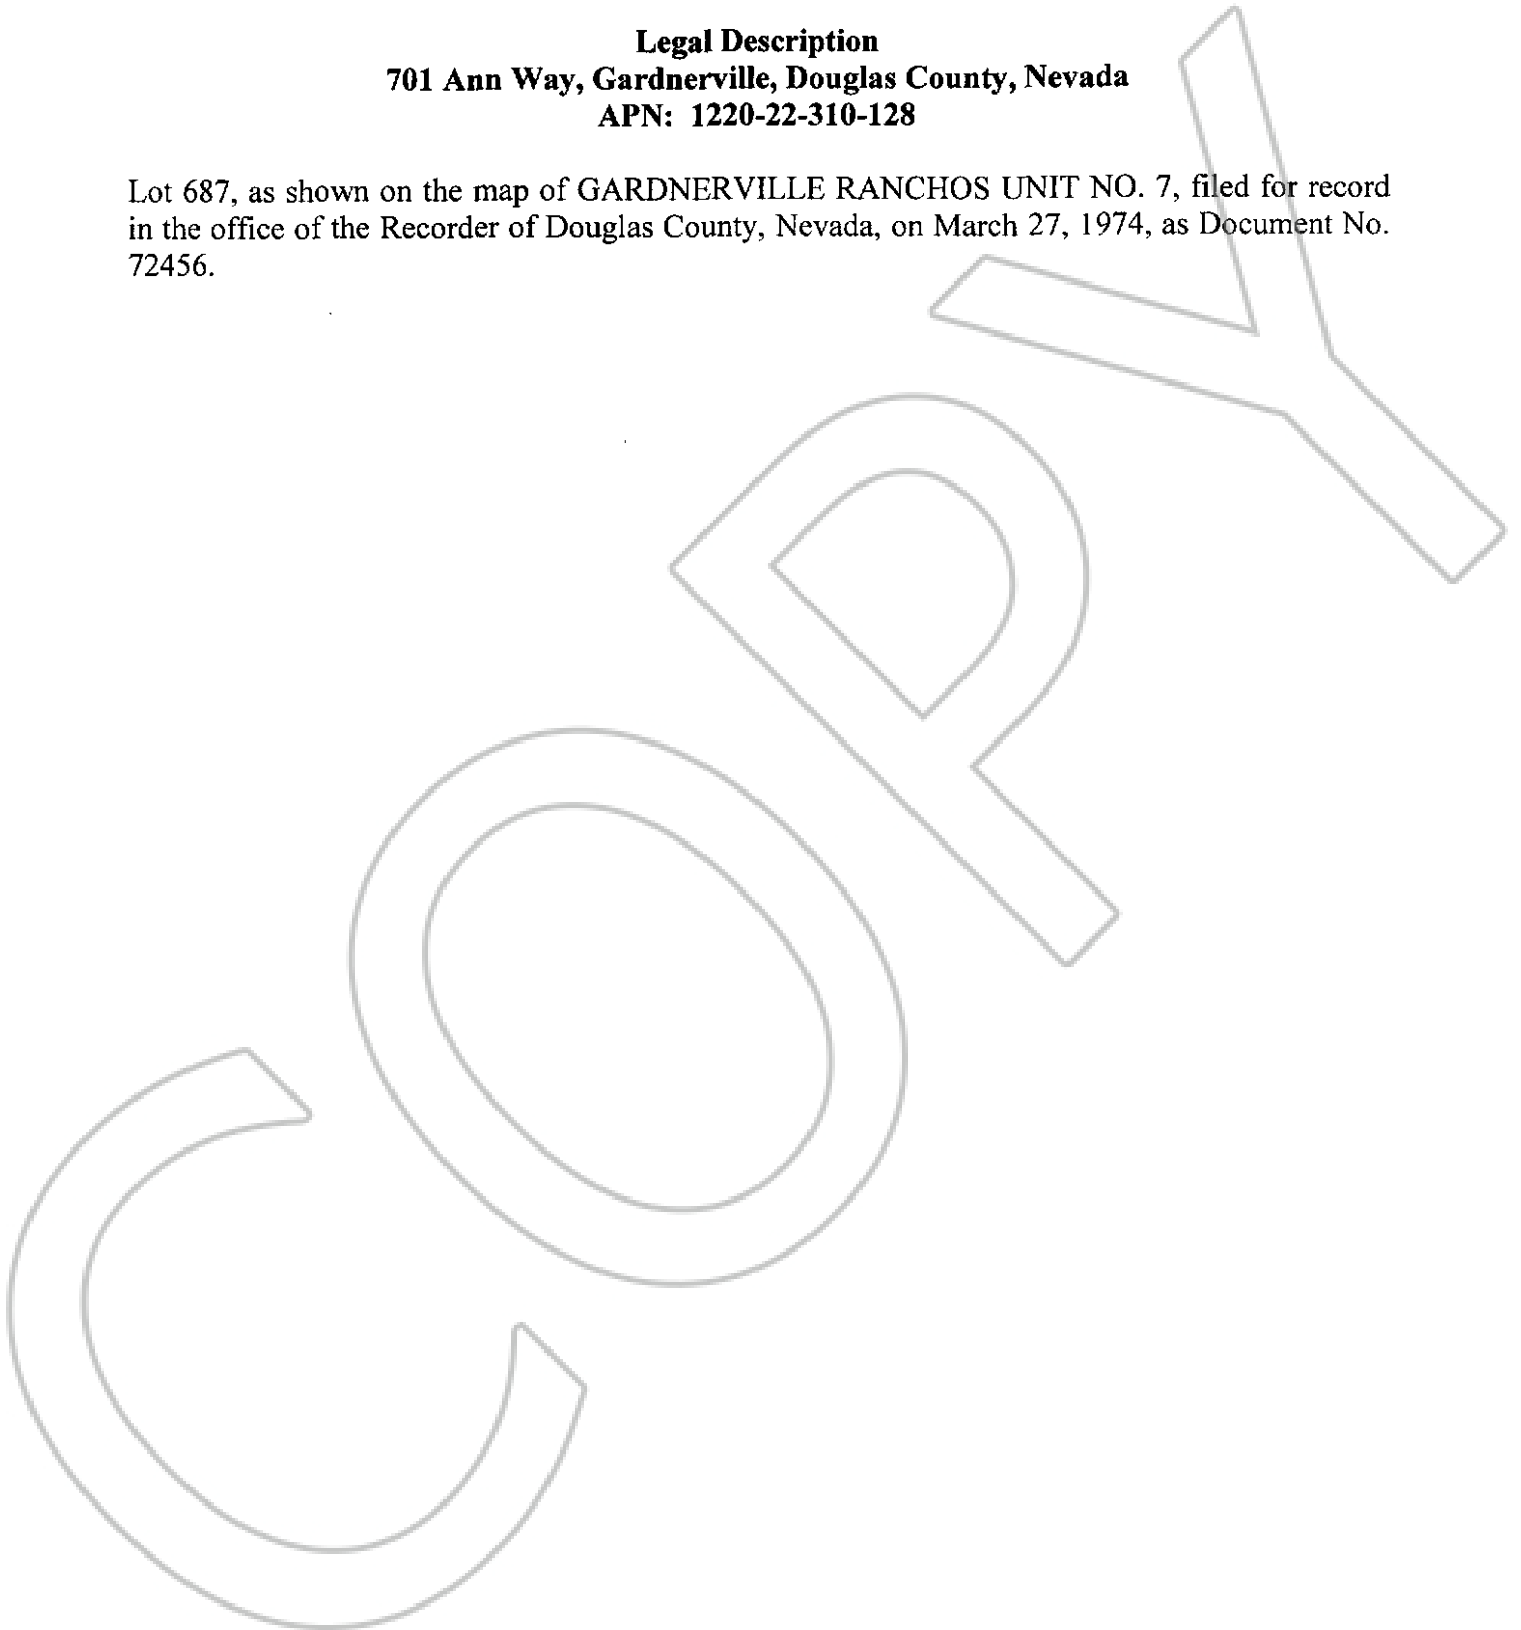 Legal Description
701 Ann Way, Gardnerville, Douglas County, Nevada
APN: 1220-22-310-128
Lot 687, as shown on the map of GARDNERVILLE RANCHOS UNIT NO. 7, filed for record
in the office of the Recorder of Douglas County, Nevada, on March 27, 1974, as Document No.
72456.
COPY